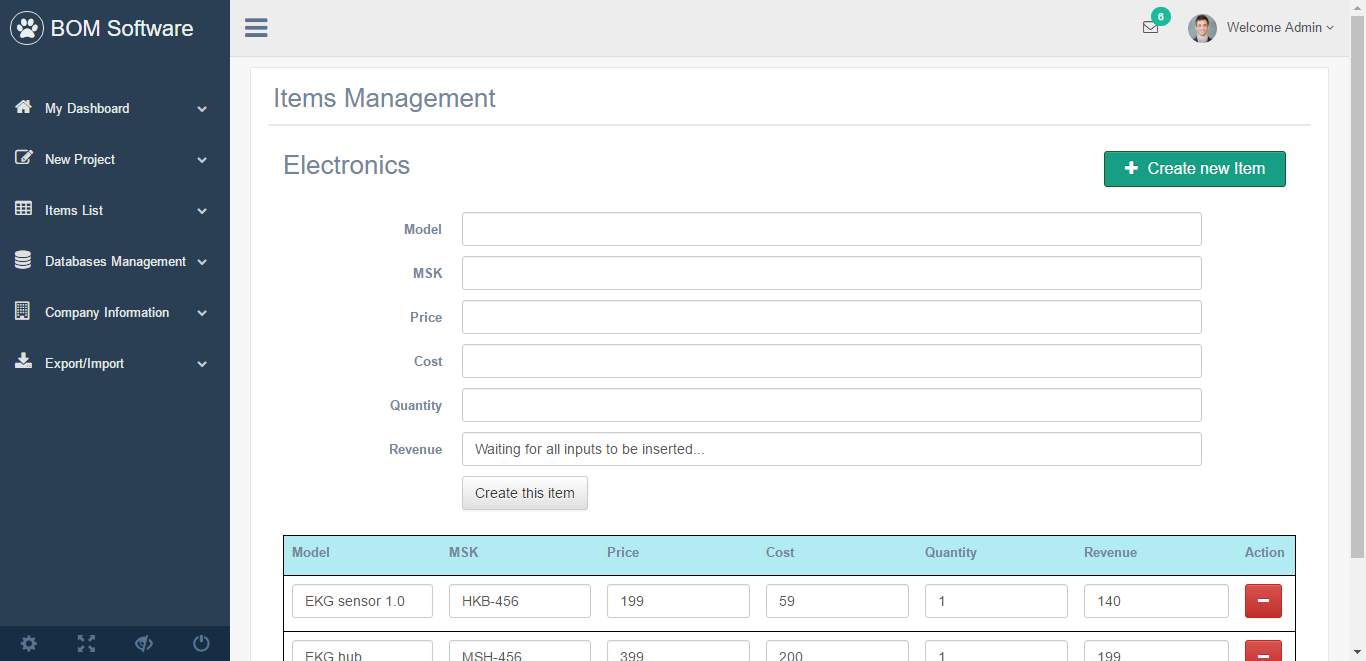 BOM Software
6
Welcome Admin
My Dashboard
New Project
Items List
Databases Management
Company Information
Export/Import
Items Management
Electronics
Create new Item
Model
MSK
Price
Cost
Quantity
Revenue
Waiting for all inputs to be inserted...
Create this item
Model MSK Price Cost Quantity Revenue Action
EKG sensor 1.0 HKB-456 199 59 1 140
EKG hub MSH-456 399 200 1 199